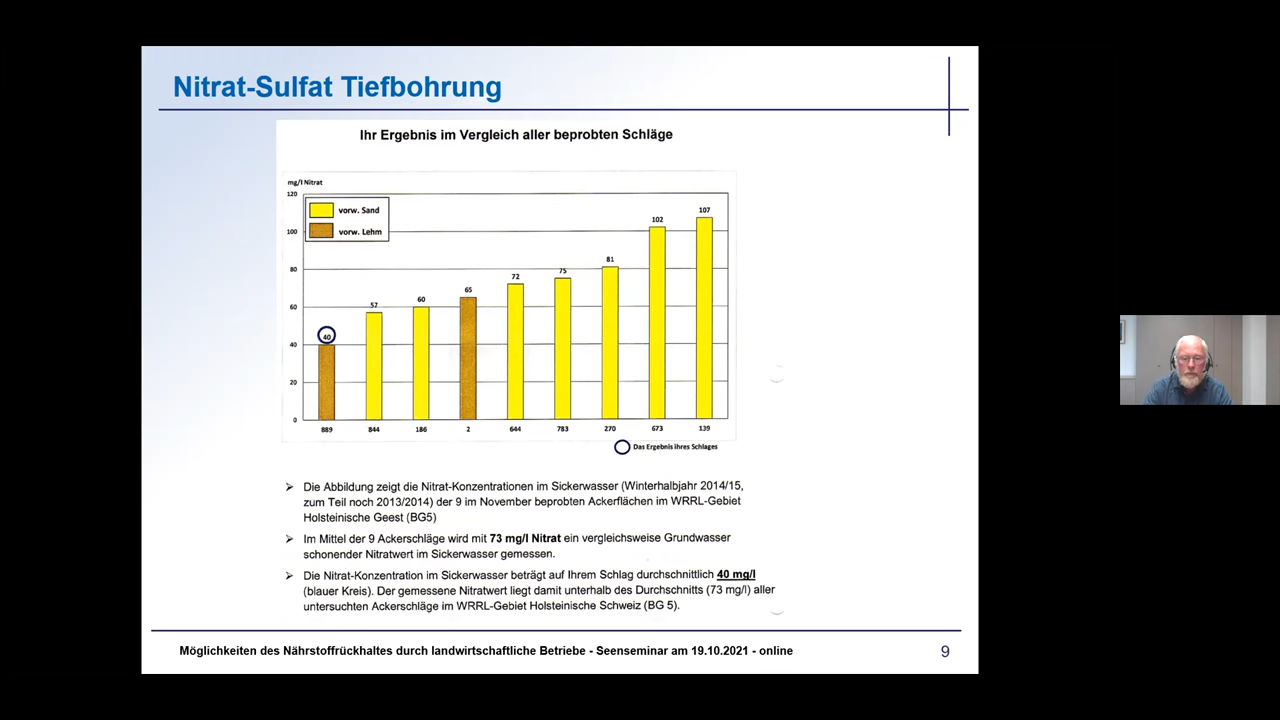 Nitrat-Sulfat Tiefbohrung
Ihr Ergebnis im Vergleich aller beprobten Schläge
mg/l Nitrat
120
100
80
60
40
20
0
vorw. Sand
vorw. Lehm
40
57
60
65
72
75
81
102
107
889
844
186
2
644
783
270
673
139
Das Ergebnis ihres Schlages
➢ Die Abbildung zeigt die Nitrat-Konzentrationen im Sickerwasser (Winterhalbjahr 2014/15,
zum Teil noch 2013/2014) der 9 im November beprobten Ackerflächen im WRRL-Gebiet
Holsteinische Geest (BG5)
➢ Im Mittel der 9 Ackerschläge wird mit 73 mg/l Nitrat ein vergleichsweise Grundwasser
schonender Nitratwert im Sickerwasser gemessen.
➢ Die Nitrat-Konzentration im Sickerwasser beträgt auf Ihrem Schlag durchschnittlich 40 mg/l
(blauer Kreis). Der gemessene Nitratwert liegt damit unterhalb des Durchschnitts (73 mg/l) aller
untersuchten Ackerschläge im WRRL-Gebiet Holsteinische Schweiz (BG 5).
Möglichkeiten des Nährstoffrückhaltes durch landwirtschaftliche Betriebe - Seenseminar am 19.10.2021 - online
9